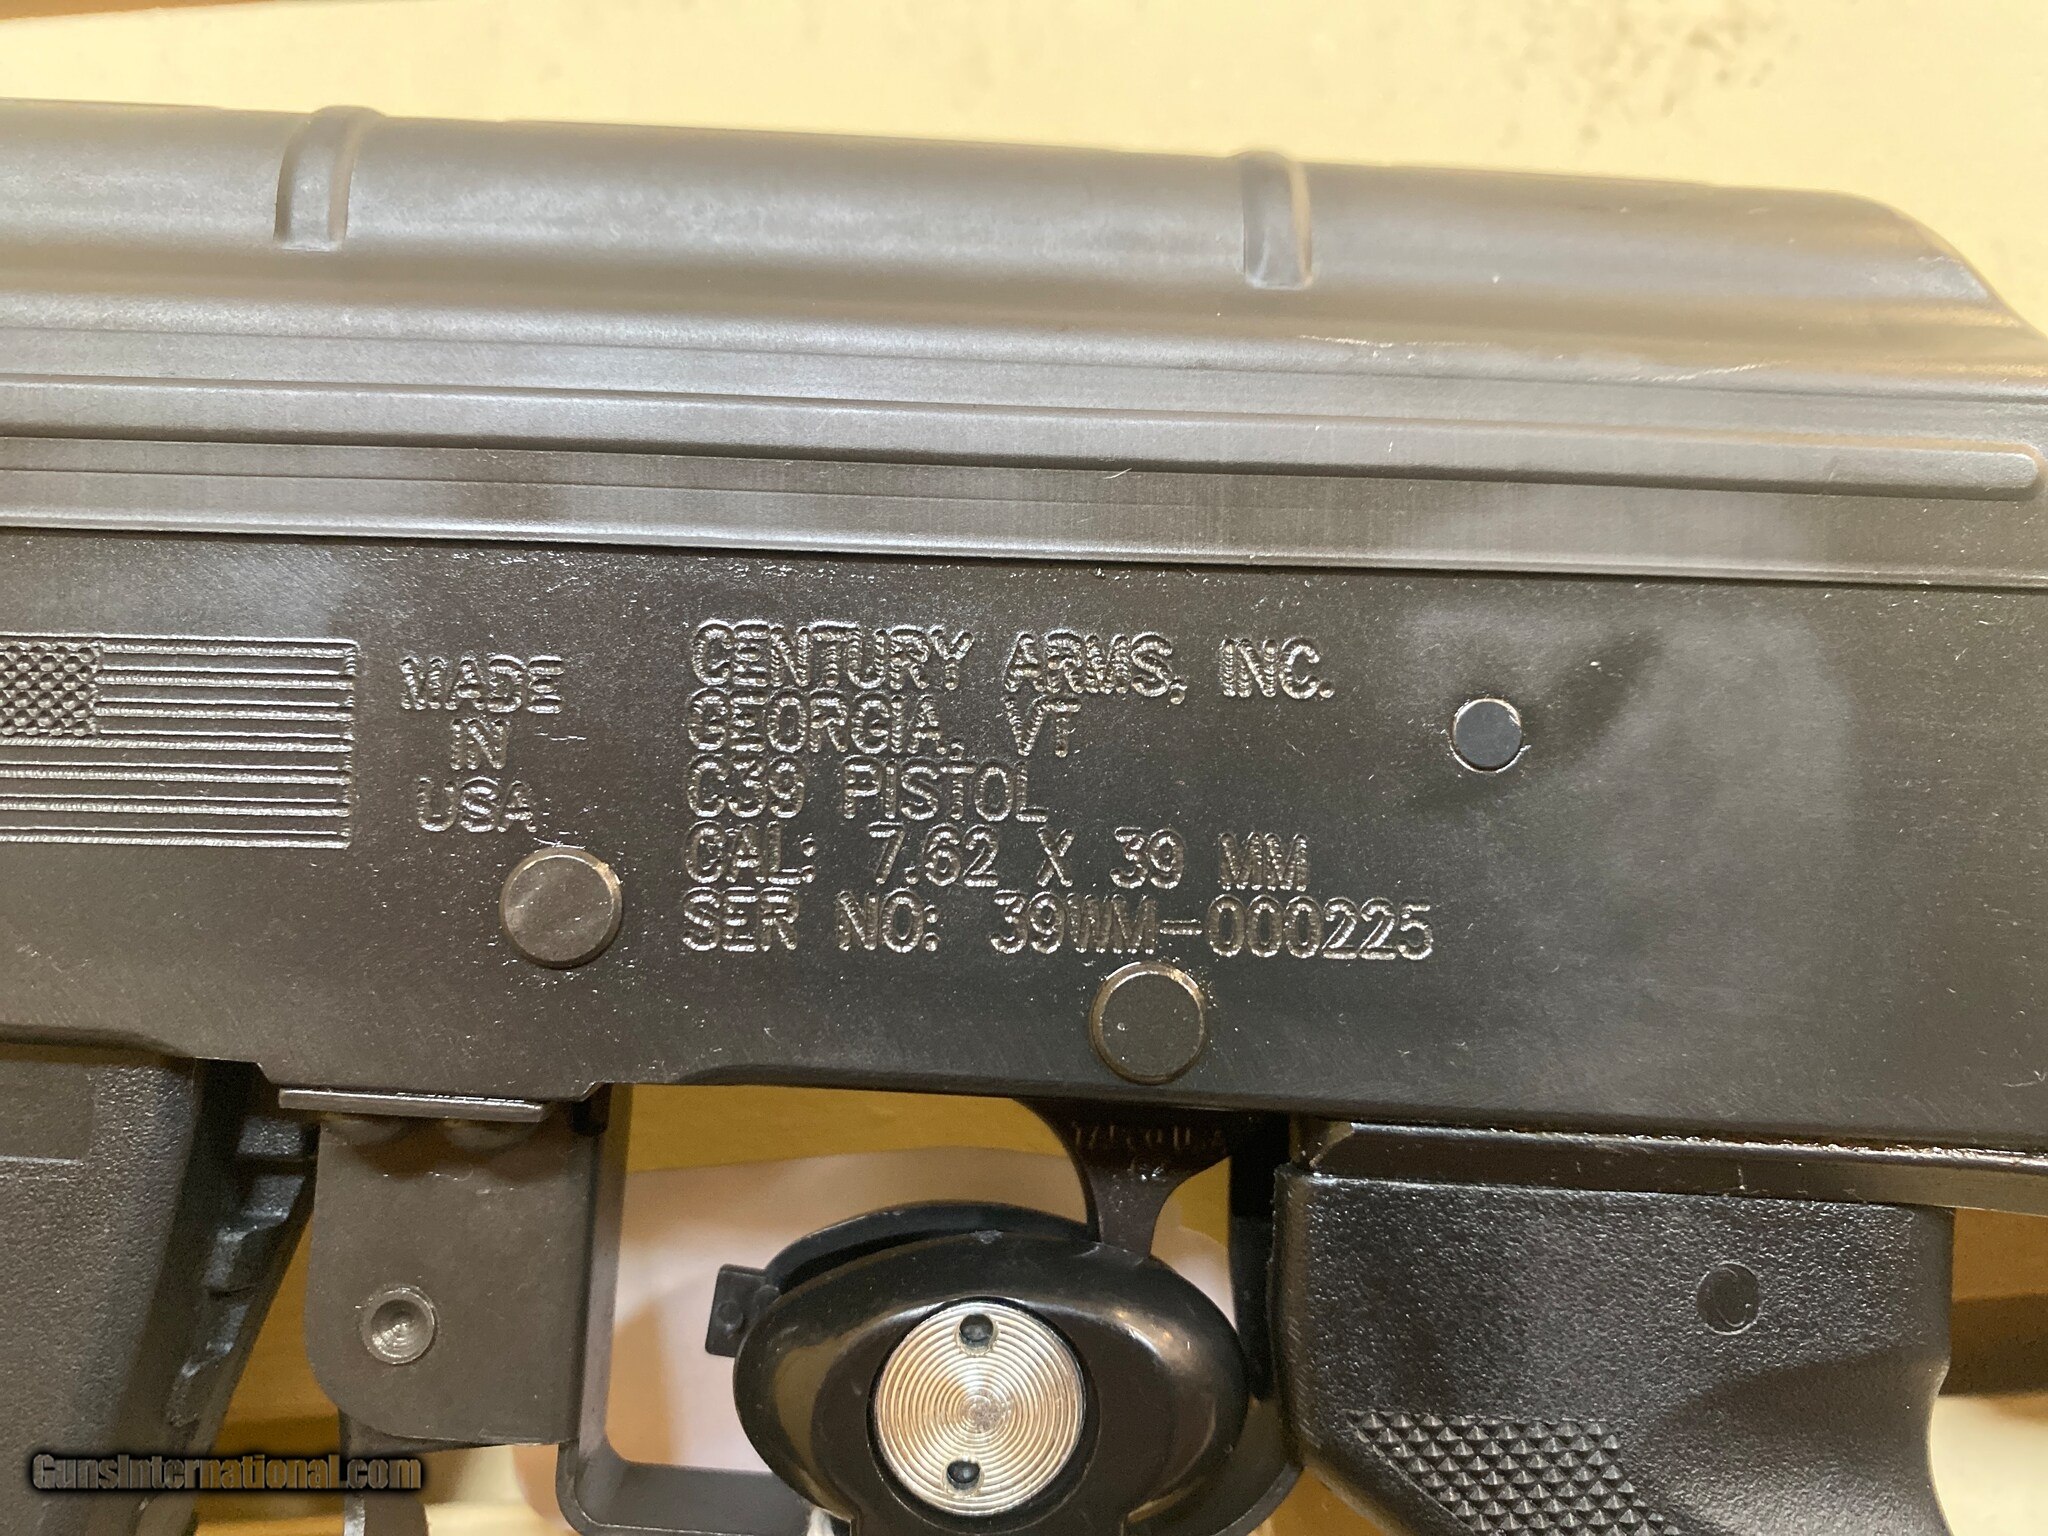 MADE
IN
USA
CENTURY ARMS, INC.
GEORGIA, VT
C39 PISTOL
CAL: 7.62 X 39 MM
SER NO: 39WM-000225
GunsInternational.com